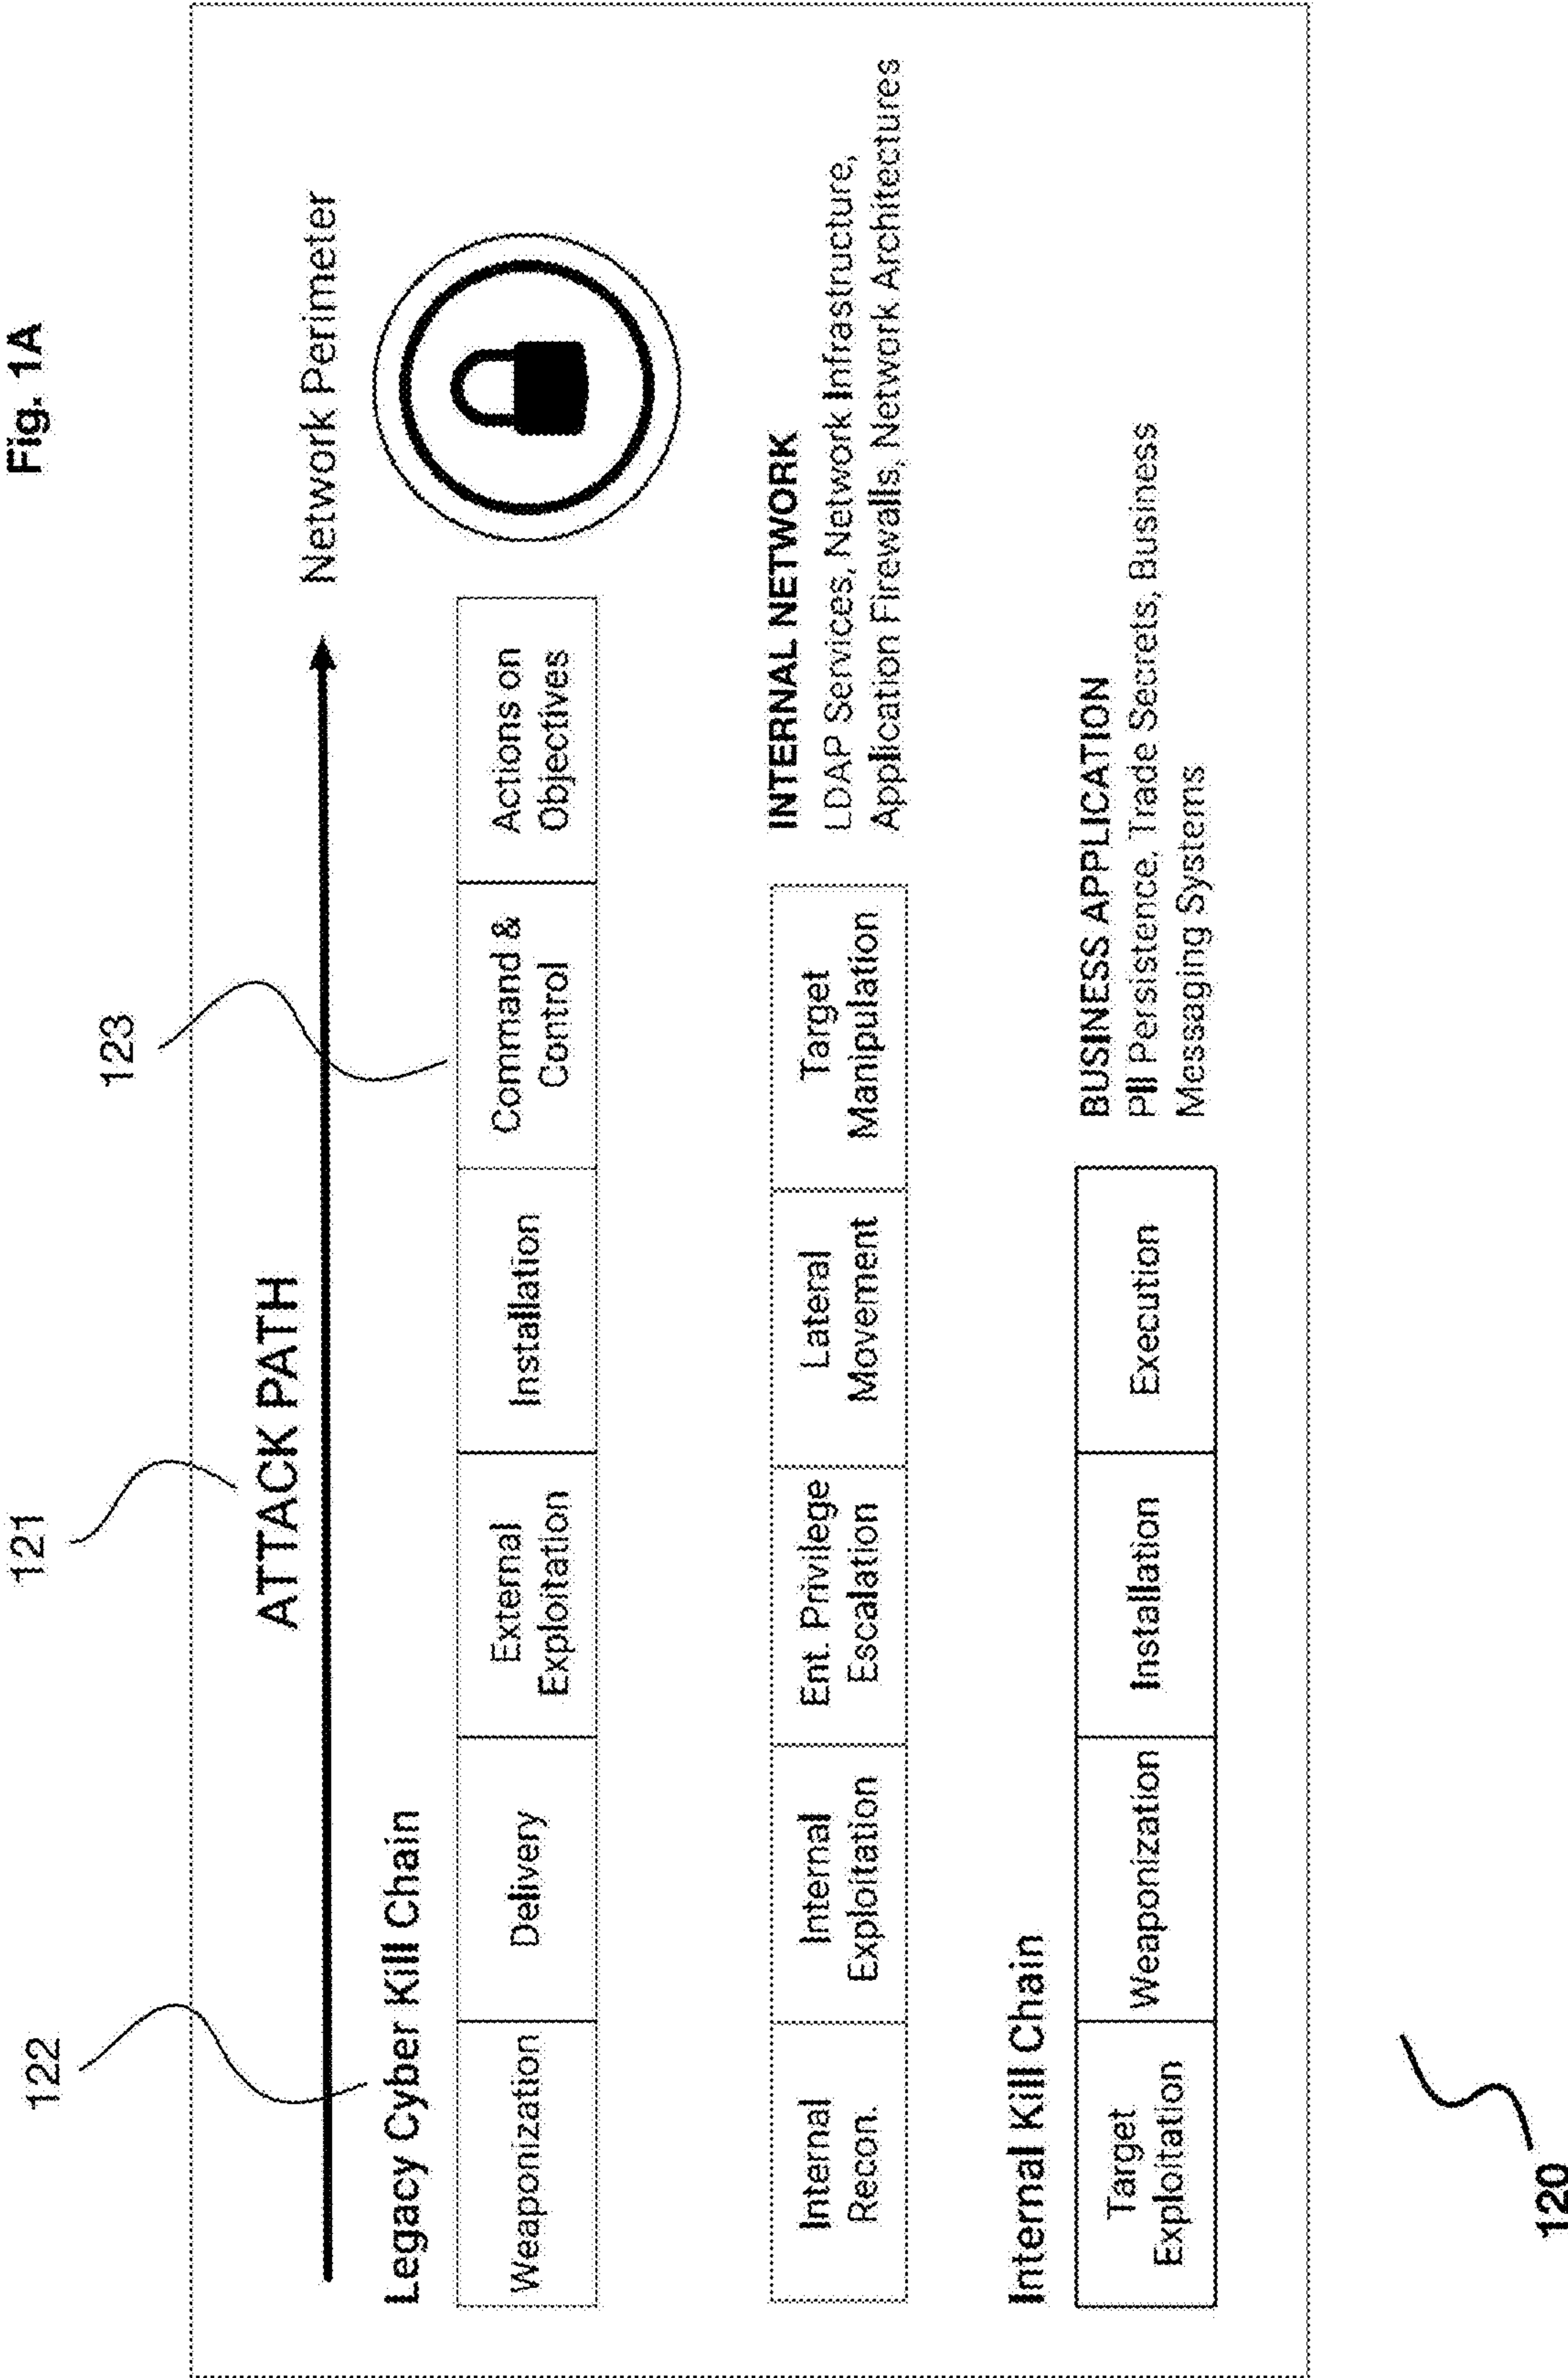 Fig. 1A
121
122
123
ATTACK PATH
Network Perimeter
Legacy Cyber Kill Chain
Weaponization
Delivery
External
Exploitation
Installation
Command &
Control
Actions on
Objectives
Internal
Recon.
Internal
Exploitation
Ent. Privilege
Escalation
Lateral
Movement
Target
Manipulation
INTERNAL NETWORK
LDAP Services, Network Infrastructure,
Application Firewalls, Network Architectures
Internal Kill Chain
Target
Exploitation
Weaponization
Installation
Execution
BUSINESS APPLICATION
PII Persistence, Trade Secrets, Business
Messaging Systems
120